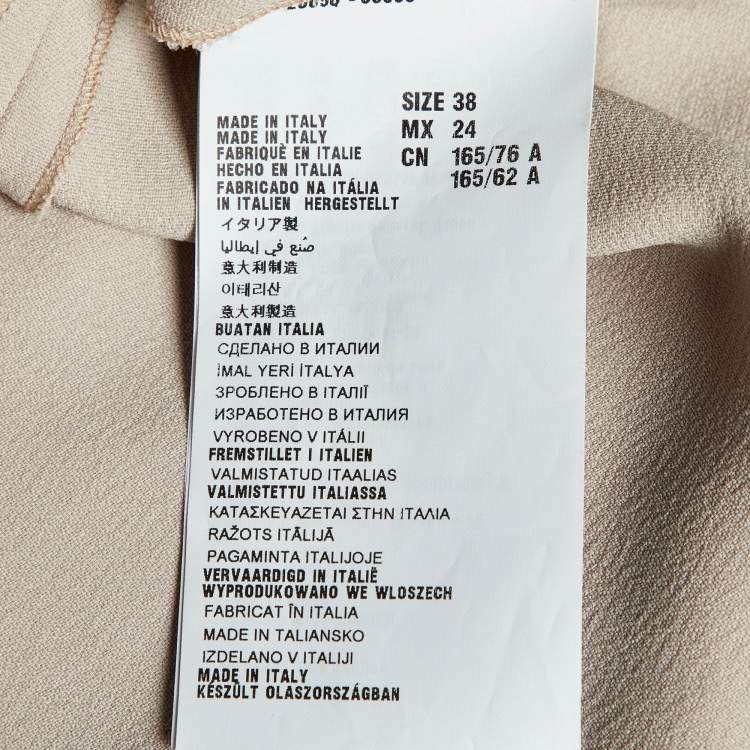 SIZE 38
MX 24
CN 165/76 A
165/62 A
MADE IN ITALY
MADE IN ITALY
FABRIQUÈ EN ITALIE
HECHO EN ITALIA
FABRICADO NA ITÁLIA
IN ITALIEN HERGESTELLT
イタリア製
صُنع في إيطاليا
意大利制造
이태리산
意大利製造
BUATAN ITALIA
СДЕЛАНО В ИТАЛИИ
İMAL YERİ İTALYA
ЗРОБЛЕНО В ІТАЛІЇ
ИЗРАБОТЕНО В ИТАЛИЯ
VYROBENO V ITÁLII
FREMSTILLET I ITALIEN
VALMISTATUD ITAALIAS
VALMISTETTU ITALIASSA
ΚΑΤΑΣΚΕΥΑΖΕΤΑΙ ΣΤΗΝ ΙΤΑΛΙΑ
RAŽOTS ITĀLIJĀ
PAGAMINTA ITALIJOJE
VERVAARDIGD IN ITALIË
WYPRODUKOWANO WE WLOSZECH
FABRICAT ÎN ITALIA
MADE IN TALIANSKO
IZDELANO V ITALIJI
MADE IN ITALY
KÉSZÜLT OLASZORSZÁGBAN